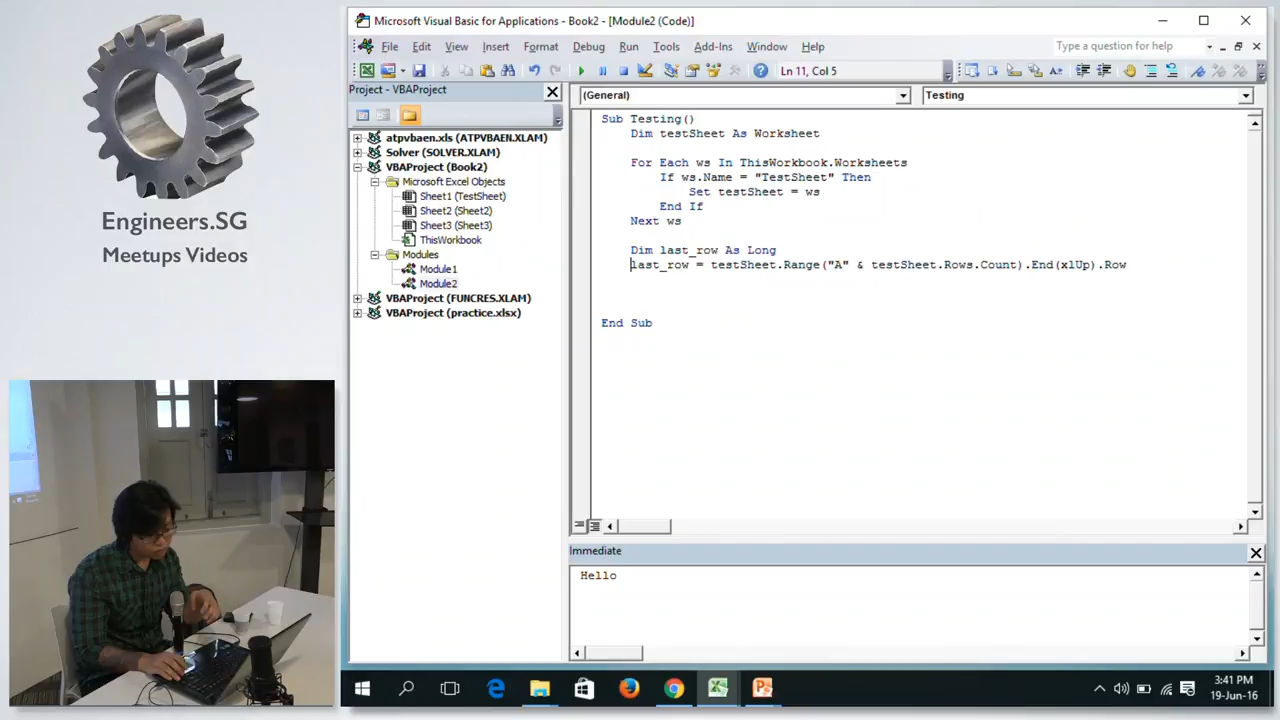 Engineers.SG
Meetups Videos
Microsoft Visual Basic for Applications - Book2 - [Module2 (Code)]
File Edit View Insert Format Debug Run Tools Add-Ins Window Help
Type a question for help
Ln 11, Col 5
Project - VBAProject
atpvbaen.xls (ATPVBAEN.XLAM)
Solver (SOLVER.XLAM)
VBAProject (Book2)
Microsoft Excel Objects
Sheet1 (TestSheet)
Sheet2 (Sheet2)
Sheet3 (Sheet3)
ThisWorkbook
Modules
Module1
Module2
VBAProject (FUNCRES.XLAM)
VBAProject (practice.xlsx)
(General)
Testing
Sub Testing()
Dim testSheet As Worksheet
For Each ws In ThisWorkbook.Worksheets
If ws.Name = "TestSheet" Then
Set testSheet = ws
End If
Next ws
Dim last_row As Long
last_row = testSheet.Range("A" & testSheet.Rows.Count).End(xlUp).Row
End Sub
Immediate
Hello
3:41 PM
19-Jun-16